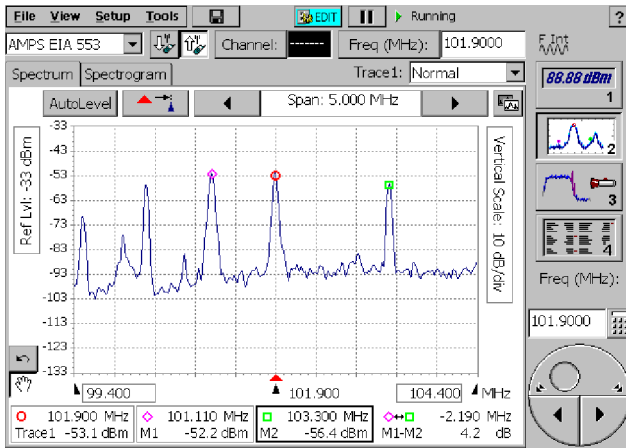 File View Setup Tools EDIT Running ?
AMPS EIA 553 Channel: Freq (MHz): 101.9000 F Int
Spectrum Spectrogram Trace1: Normal
88.88 dBm 1
AutoLevel Span: 5.000 MHz
2
3
4
Ref Lvl: -33 dBm
-33
-43
-53
-63
-73
-83
-93
-103
-113
-123
-133
Vertical Scale: 10 dB/div
Freq (MHz):
101.9000
99.400 101.900 104.400 MHz
101.900 MHz 101.110 MHz 103.300 MHz -2.190 MHz
Trace1 -53.1 dBm M1 -52.2 dBm M2 -56.4 dBm M1-M2 4.2 dB